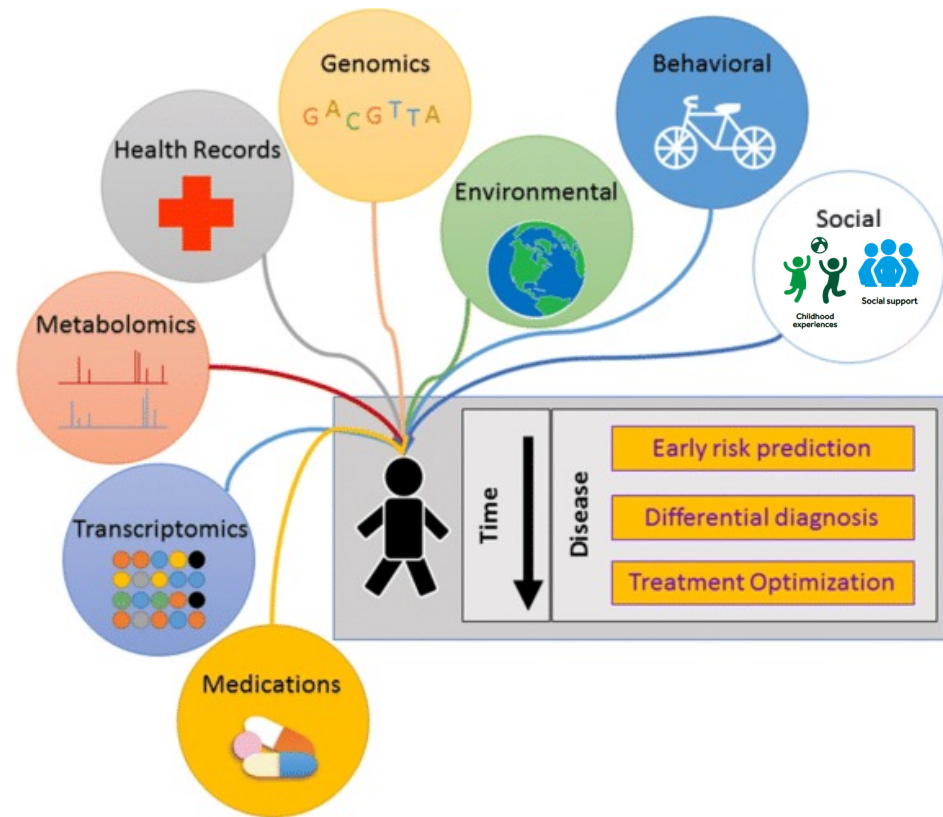 Genomics
G A C G T T A
Behavioral
Health Records
Environmental
Social
Childhood
experiences
Social support
Metabolomics
Transcriptomics
Medications
Time
Disease
Early risk prediction
Differential diagnosis
Treatment Optimization